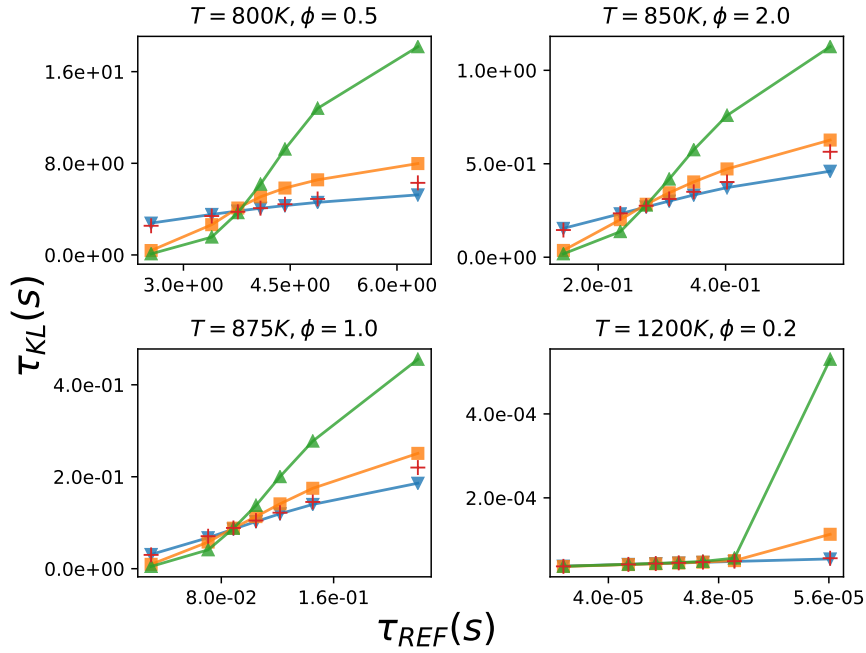 T = 800K, ϕ = 0.5
1.6e+01
8.0e+00
0.0e+00
3.0e+00 4.5e+00 6.0e+00
T = 850K, ϕ = 2.0
1.0e+00
5.0e-01
0.0e+00
2.0e-01 4.0e-01
τ_KL(s)
T = 875K, ϕ = 1.0
4.0e-01
2.0e-01
0.0e+00
8.0e-02 1.6e-01
T = 1200K, ϕ = 0.2
4.0e-04
2.0e-04
4.0e-05 4.8e-05 5.6e-05
τ_REF(s)